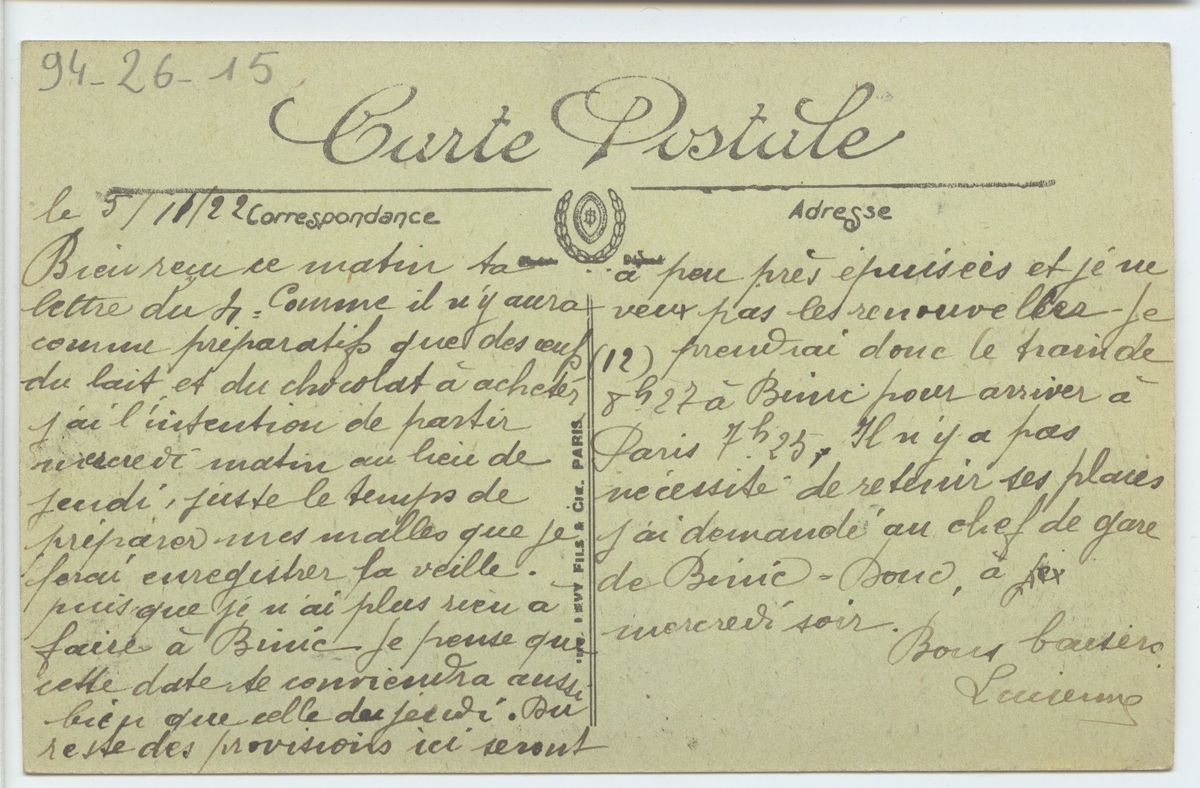 94-26-15
Carte Postale
le 5/11/22 Correspondance
Adresse
Bien reçu ce matin ta
lettre du 4. Comme il n'y aura
comme préparatifs que des œufs
du lait et du chocolat à acheter
j'ai l'intention de partir
mercredi matin au lieu de
jeudi, juste le temps de
préparer mes malles que je
ferai enregistrer la veille.
puisque je n'ai plus rien à
faire à Binic. Je pense que
cette date te conviendra aussi
bien que celle de jeudi. Du
reste des provisions ici seront
IMP. LEVY FILS & CIE. PARIS
à peu près épuisées et je ne
veux pas les renouveller - Je
(12) prendrai donc le train de
8h27 à Binic pour arriver à
Paris 7h.25. Il n'y a pas
nécessité de retenir ses places
j'ai demandé au chef de gare
de Binic - Donc, à
mercredi soir.
Bons baisers
Lucienne